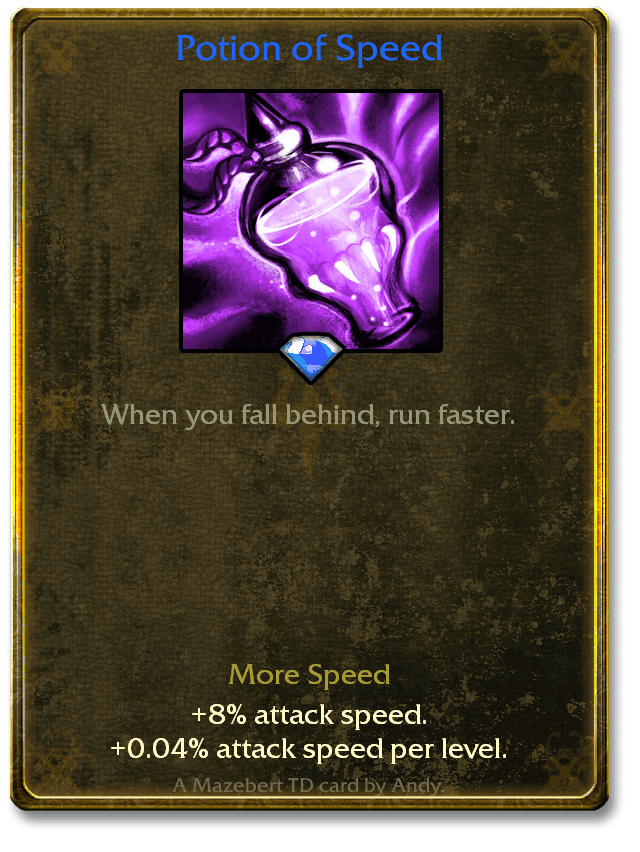 Potion of Speed
When you fall behind, run faster.
More Speed
+8% attack speed.
+0.04% attack speed per level.
A Mazebert TD card by Andy.